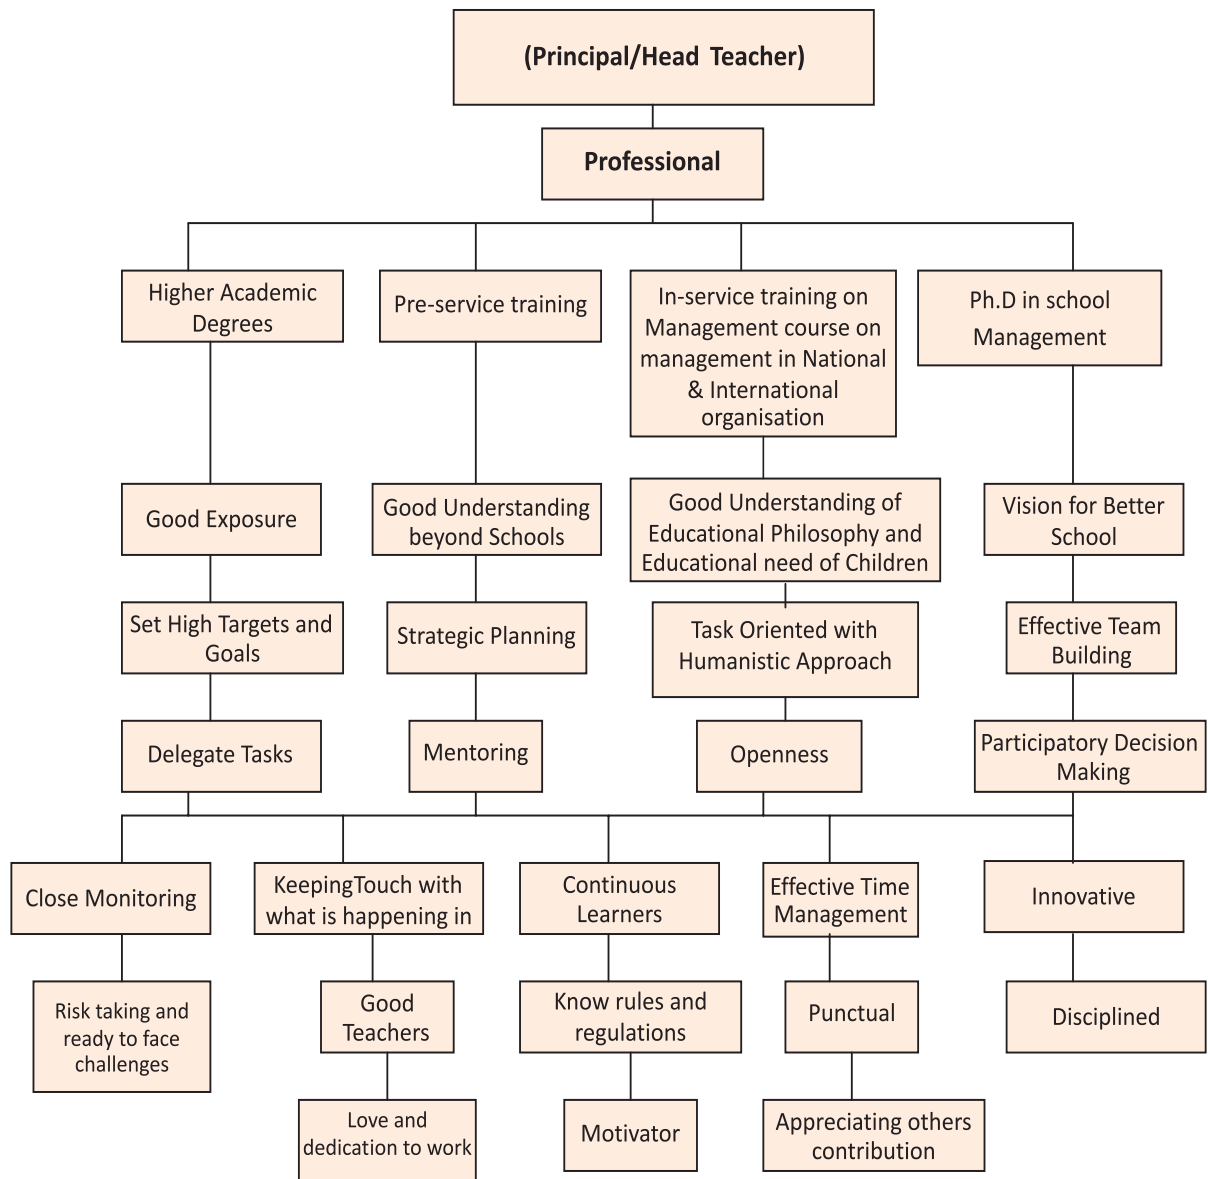 (Principal/Head Teacher)
Professional
Higher Academic
Degrees
Pre-service training
In-service training on
Management course on
management in National
& International
organisation
Ph.D in school
Management
Good Exposure
Good Understanding
beyond Schools
Good Understanding of
Educational Philosophy and
Educational need of Children
Vision for Better
School
Set High Targets and
Goals
Strategic Planning
Task Oriented with
Humanistic Approach
Effective Team
Building
Delegate Tasks
Mentoring
Openness
Participatory Decision
Making
Close Monitoring
KeepingTouch with
what is happening in
Continuous
Learners
Effective Time
Management
Innovative
Risk taking and
ready to face
challenges
Good
Teachers
Know rules and
regulations
Punctual
Disciplined
Love and
dedication to work
Motivator
Appreciating others
contribution